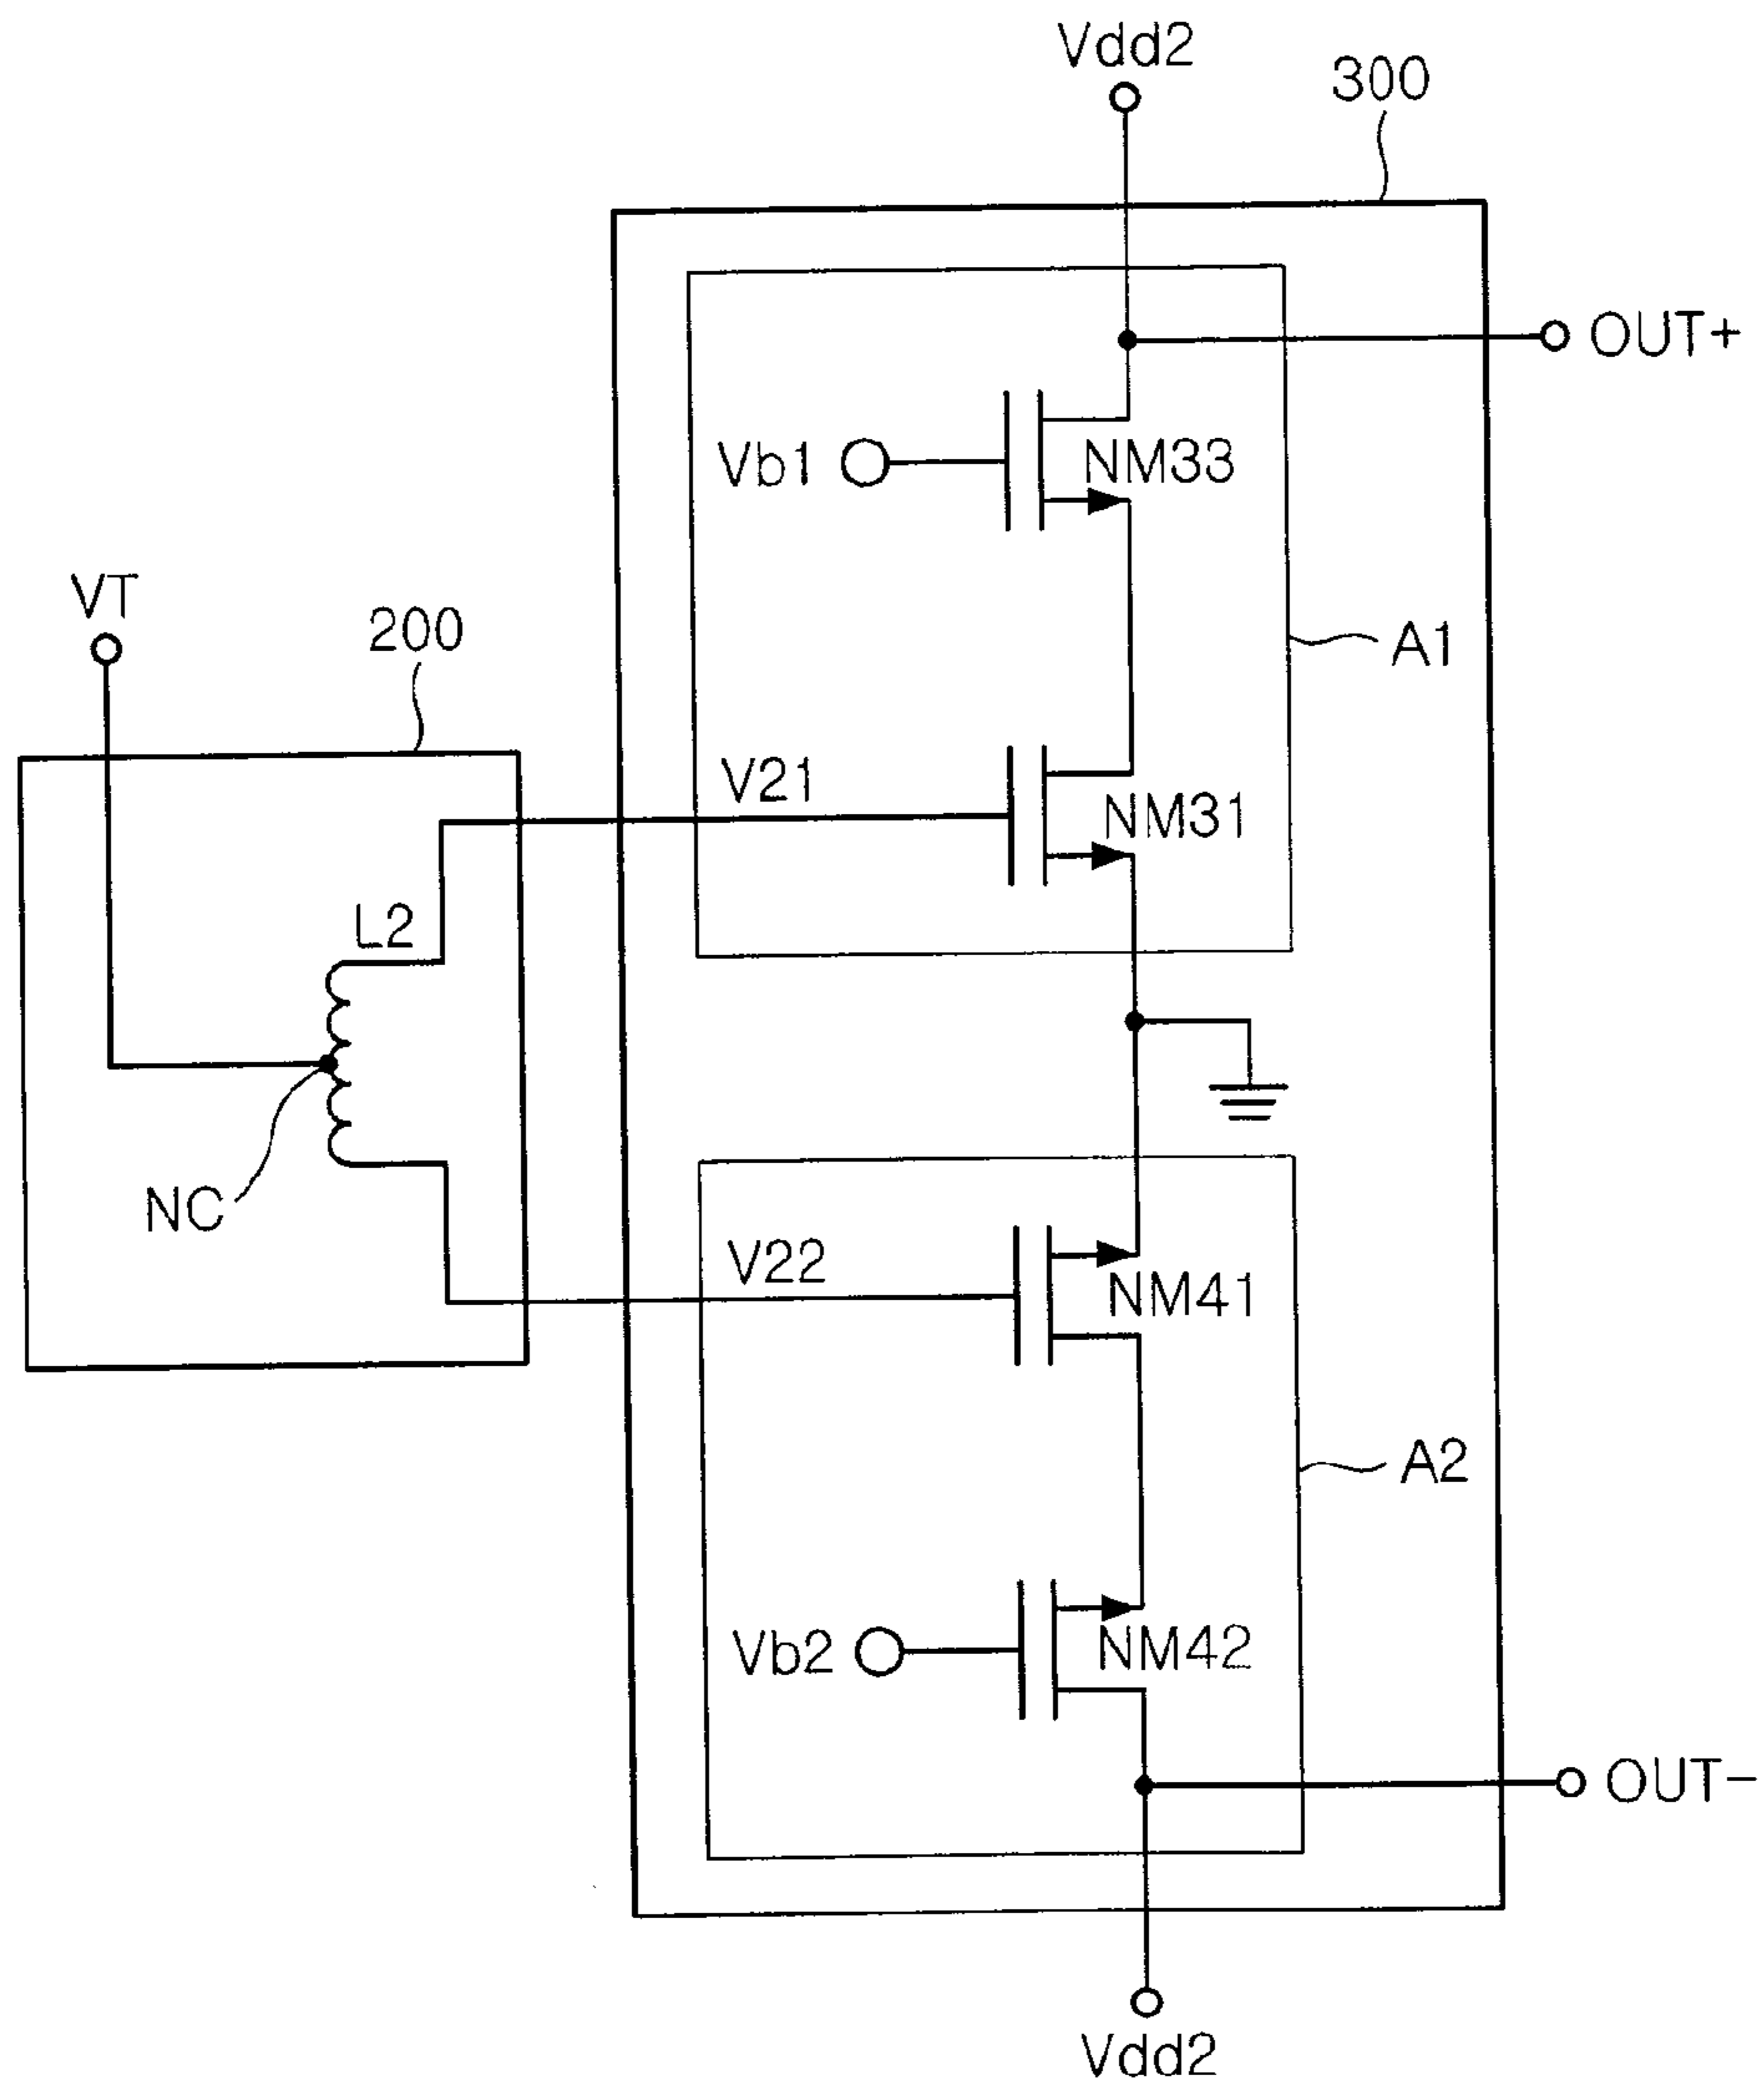 Vdd2
300
OUT+
Vb1
NM33
VT
200
A1
V21
NM31
L2
NC
V22
NM41
A2
Vb2
NM42
OUT−
Vdd2